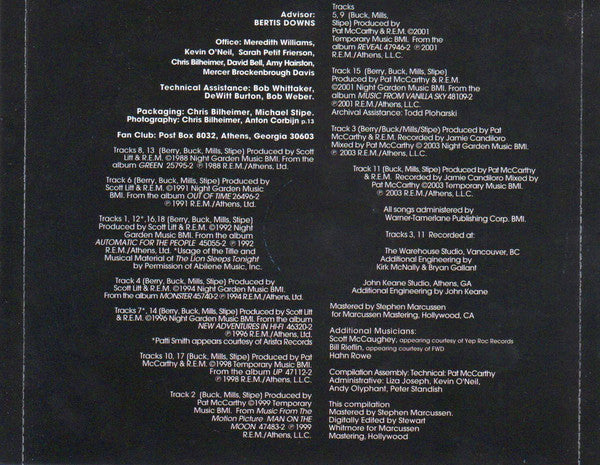 Advisor:
BERTIS DOWNS
Office: Meredith Williams,
Kevin O'Neil, Sarah Petit Frierson,
Chris Bilheimer, David Bell, Amy Hairston,
Mercer Brockenbrough Davis
Technical Assistance: Bob Whittaker,
DeWitt Burton, Bob Weber.
Packaging: Chris Bilheimer, Michael Stipe.
Photography: Chris Bilheimer, Anton Corbijn p.13
Fan Club: Post Box 8032, Athens, Georgia 30603
Tracks 8, 13 (Berry, Buck, Mills, Stipe) Produced by Scott
Litt & R.E.M. ©1988 Night Garden Music BMI. From the
album GREEN 25795-2 ℗ 1988 R.E.M./Athens, Ltd.
Track 6 (Berry, Buck, Mills, Stipe) Produced by
Scott Litt & R.E.M. ©1991 Night Garden Music
BMI. From the album OUT OF TIME 26496-2
℗ 1991 R.E.M./Athens, Ltd.
Tracks 1, 12*,16,18 (Berry, Buck, Mills, Stipe)
Produced by Scott Litt & R.E.M. ©1992 Night
Garden Music BMI. From the album
AUTOMATIC FOR THE PEOPLE 45055-2 ℗ 1992
R.E.M./Athens, Ltd. *Usage of the Title and
Musical Material of The Lion Sleeps Tonight
by Permission of Abilene Music, Inc.
Track 4 (Berry, Buck, Mills, Stipe) Produced by
Scott Litt & R.E.M. ©1994 Night Garden Music BMI.
From the album MONSTER 45740-2 ℗ 1994 R.E.M./Athens, Ltd.
Tracks 7*, 14 (Berry, Buck, Mills, Stipe) Produced by Scott Litt
& R.E.M. ©1996 Night Garden Music BMI. From the album
NEW ADVENTURES IN HI-FI 46320-2
℗ 1996 R.E.M./Athens, Ltd.
*Patti Smith appears courtesy of Arista Records
Tracks 10, 17 (Buck, Mills, Stipe) Produced by Pat
McCarthy & R.E.M. ©1998 Temporary Music BMI.
From the album UP 47112-2
℗ 1998 R.E.M./Athens, L.L.C.
Track 2 (Berry, Buck, Mills, Stipe) Produced by
Pat McCarthy ©1999 Temporary
Music BMI. From Music From The
Motion Picture MAN ON THE
MOON 47483-2 ℗ 1999
R.E.M./Athens, L.L.C.
Tracks
5, 9 (Buck, Mills,
Stipe) Produced by
Pat McCarthy & R.E.M. ©2001
Temporary Music BMI. From the
album REVEAL 47946-2 ℗ 2001
R.E.M./Athens, L.L.C.
Track 15 (Berry, Buck, Mills, Stipe)
Produced by Pat McCarthy & R.E.M.
©2001 Night Garden Music BMI. From the
album MUSIC FROM VANILLA SKY 48109-2
℗ 2001 R.E.M./Athens, L.L.C.
Archival Assistance: Todd Ploharski
Track 3 (Berry/Buck/Mills/Stipe) Produced by Pat
McCarthy & R.E.M. Recorded by Jamie Candiloro
Mixed by Pat McCarthy © 2003 Night Garden Music BMI.
℗ 2003 R.E.M./Athens, L.L.C.
Track 11 (Buck, Mills, Stipe) Produced by Pat McCarthy
& R.E.M. Recorded by Jamie Candiloro Mixed by
Pat McCarthy ©2003 Temporary Music BMI.
℗ 2003 R.E.M./Athens, L.L.C.
All songs administered by
Warner-Tamerlane Publishing Corp. BMI.
Tracks 3, 11 Recorded at:
The Warehouse Studio, Vancouver, BC
Additional Engineering by
Kirk McNally & Bryan Gallant
John Keane Studio, Athens, GA
Additional Engineering by John Keane
Mastered by Stephen Marcussen
for Marcussen Mastering, Hollywood, CA
Additional Musicians:
Scott McCaughey, appearing courtesy of Yep Roc Records
Bill Rieflin, appearing courtesy of FWD
Hahn Rowe
Compilation Assembly: Technical: Pat McCarthy
Administrative: Liza Joseph, Kevin O'Neil,
Andy Olyphant, Peter Standish
This compilation
Mastered by Stephen Marcussen.
Digitally Edited by Stewart
Whitmore for Marcussen
Mastering, Hollywood